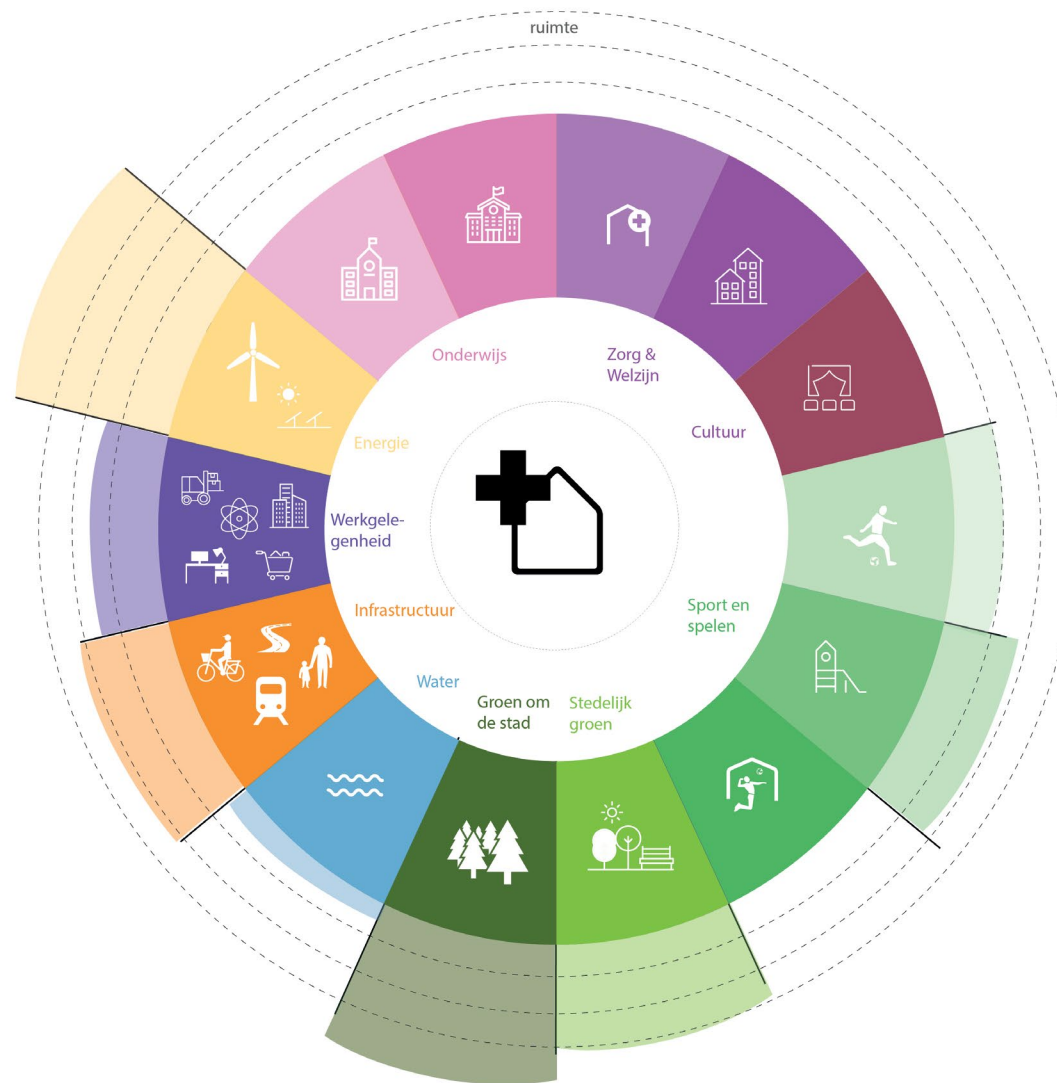 ruimte
Onderwijs
Zorg &
Welzijn
Cultuur
Energie
Werkgele-
genheid
Infrastructuur
Sport en
spelen
Water
Groen om
de stad
Stedelijk
groen